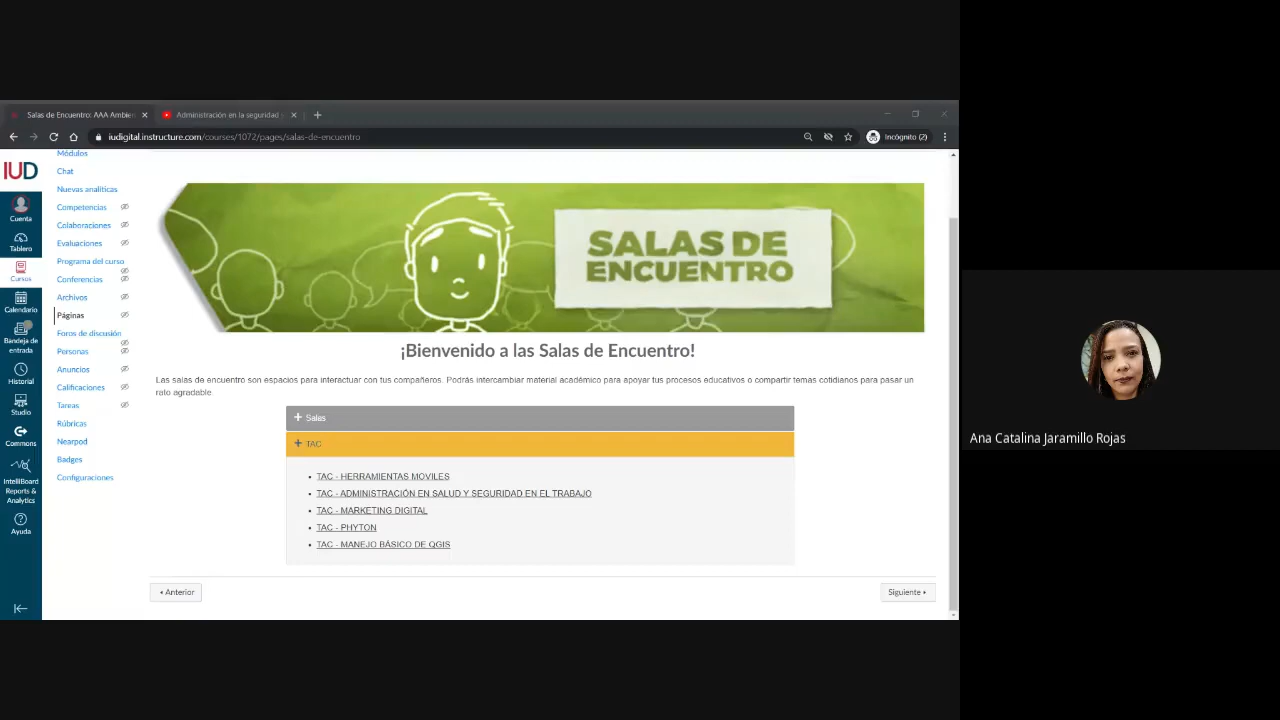 Salas de Encuentro: AAA Ambien
Administración en la seguridad
iudigital.instructure.com/courses/1072/pages/salas-de-encuentro
Incógnito (2)
IUD
Cuenta
Tablero
Cursos
Calendario
Bandeja de
entrada
Historial
Studio
Commons
IntelliBoard
Reports &
Analytics
Ayuda
Módulos
Chat
Nuevas analíticas
Competencias
Colaboraciones
Evaluaciones
Programa del curso
Conferencias
Archivos
Páginas
Foros de discusión
Personas
Anuncios
Calificaciones
Tareas
Rúbricas
Nearpod
Badges
Configuraciones
SALAS DE
ENCUENTRO
¡Bienvenido a las Salas de Encuentro!
Las salas de encuentro son espacios para interactuar con tus compañeros. Podrás intercambiar material académico para apoyar tus procesos educativos o compartir temas cotidianos para pasar un
rato agradable.
+ Salas
+ TAC
• TAC - HERRAMIENTAS MOVILES
• TAC - ADMINISTRACIÓN EN SALUD Y SEGURIDAD EN EL TRABAJO
• TAC - MARKETING DIGITAL
• TAC - PHYTON
• TAC - MANEJO BÁSICO DE QGIS
Anterior
Siguiente
Ana Catalina Jaramillo Rojas